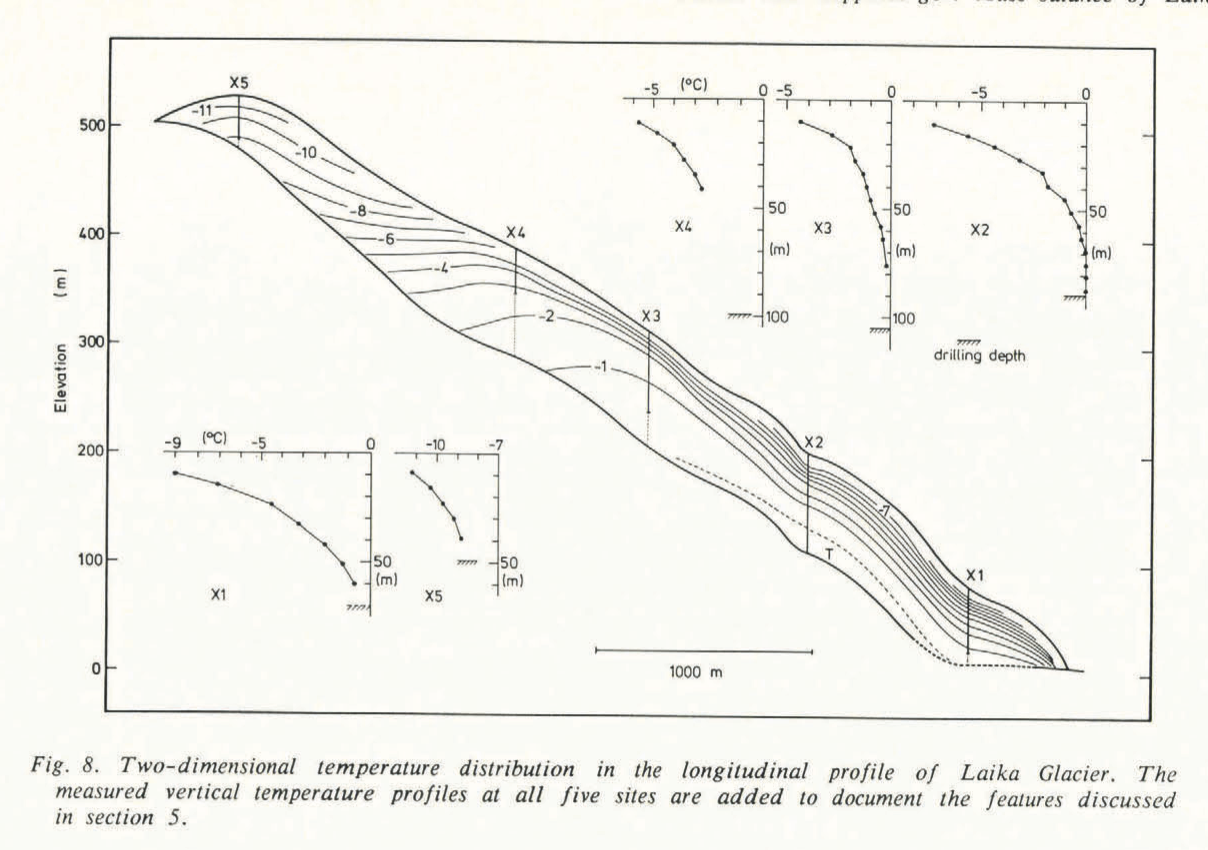 X5
-5 (°C) 0 -5 0 -5 0
-11
500
-10
-8
50 50 50
400
X4
X4 X3 X2
-6
(m) (m) (m)
-4
Elevation (m)
300
-2
X3
100 100
drilling depth
-1
-9 (°C) -5 0 -10 -7
200
X2
-7
100
50 50
T
(m) (m)
X1 X5
X1
0
1000 m
Fig. 8. Two-dimensional temperature distribution in the longitudinal profile of Laika Glacier. The
measured vertical temperature profiles at all five sites are added to document the features discussed
in section 5.